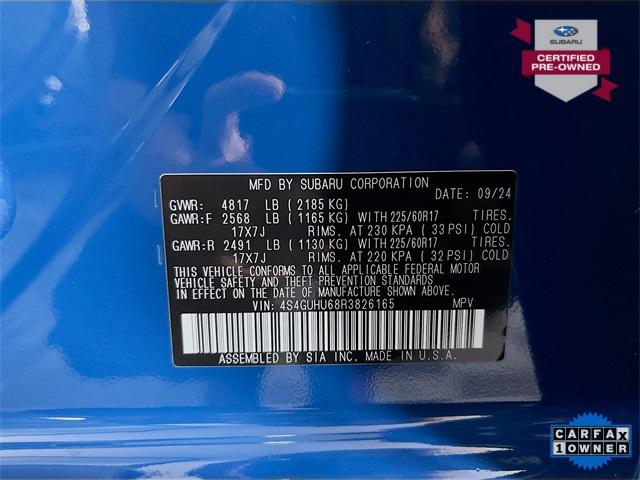 SUBARU
CERTIFIED
PRE-OWNED
MFD BY SUBARU CORPORATION
DATE: 09/24
GVWR: 4817 LB (2185 KG)
GAWR:F 2568 LB (1165 KG) WITH 225/60R17 TIRES.
17X7J RIMS. AT 230 KPA (33 PSI) COLD
GAWR:R 2491 LB (1130 KG) WITH 225/60R17 TIRES.
17X7J RIMS. AT 220 KPA (32 PSI) COLD
THIS VEHICLE CONFORMS TO ALL APPLICABLE FEDERAL MOTOR
VEHICLE SAFETY AND THEFT PREVENTION STANDARDS
IN EFFECT ON THE DATE OF MANUFACTURE SHOWN
ABOVE.
VIN: 4S4GUHU68R3826165 MPV
ASSEMBLED BY SIA INC. MADE IN U.S.A.
CARFAX
1 OWNER